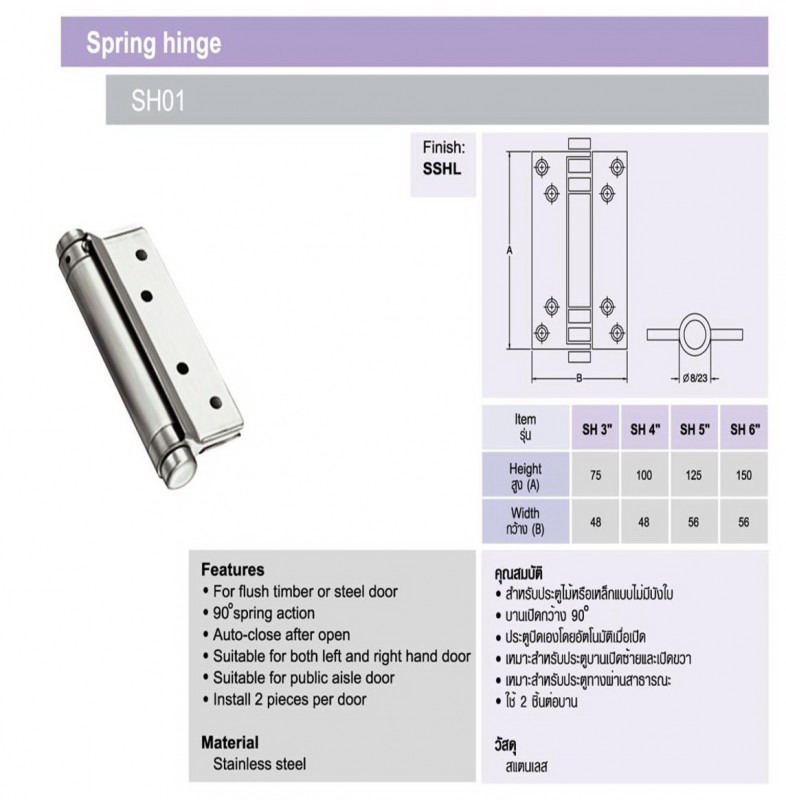 Spring hinge
SH01
Finish:
SSHL
A
B
Ø8/23
Item SH 3" SH 4" SH 5" SH 6"
รุ่น
Height 75 100 125 150
สูง (A)
Width 48 48 56 56
กว้าง (B)
Features
• For flush timber or steel door
• 90°spring action
• Auto-close after open
• Suitable for both left and right hand door
• Suitable for public aisle door
• Install 2 pieces per door
Material
Stainless steel
คุณสมบัติ
• สำหรับประตูไม้หรือเหล็กแบบไม่มีบังใบ
• บานเปิดกว้าง 90°
• ประตูปิดเองโดยอัตโนมัติเมื่อเปิด
• เหมาะสำหรับประตูบานเปิดซ้ายและเปิดขวา
• เหมาะสำหรับประตูทางผ่านสาธารณะ
• ใช้ 2 ชิ้นต่อบาน
วัสดุ
สแตนเลส